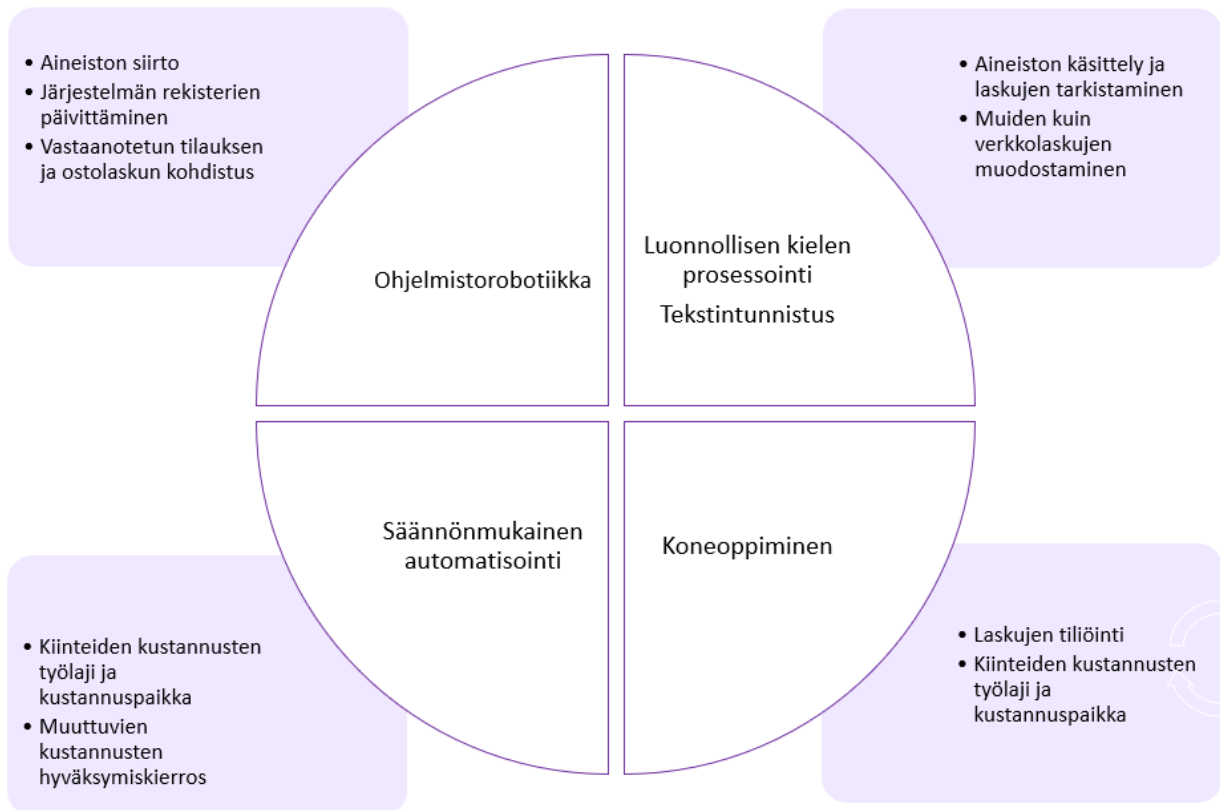 • Aineiston siirto
• Järjestelmän rekisterien
päivittäminen
• Vastaanotetun tilauksen
ja ostolaskun kohdistus
• Aineiston käsittely ja
laskujen tarkistaminen
• Muiden kuin
verkkolaskujen
muodostaminen
Ohjelmistorobotiikka
Luonnollisen kielen
prosessointi
Tekstintunnistus
Säännönmukainen
automatisointi
Koneoppiminen
• Kiinteiden kustannusten
työlaji ja
kustannuspaikka
• Muuttuvien
kustannusten
hyväksymiskierros
• Laskujen tiliöinti
• Kiinteiden kustannusten
työlaji ja
kustannuspaikka